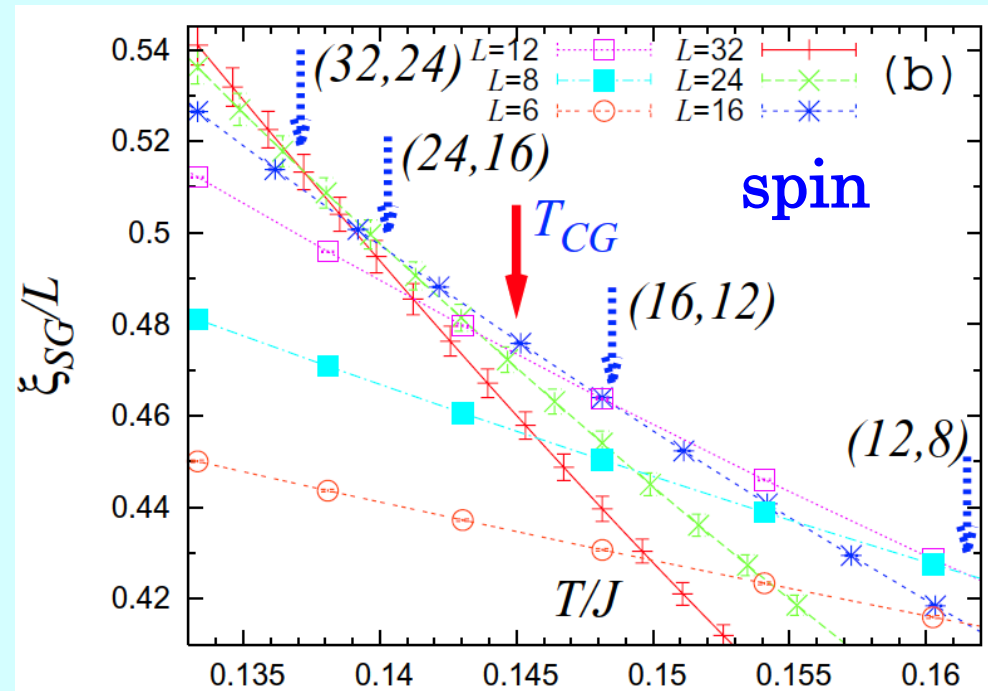 0.54
0.52
0.5
0.48
0.46
0.44
0.42
ξ_SG/L
L=12 L=32
L=8 L=24
L=6 L=16
(b)
(32,24)
(24,16)
spin
T_CG
(16,12)
(12,8)
T/J
0.135 0.14 0.145 0.15 0.155 0.16